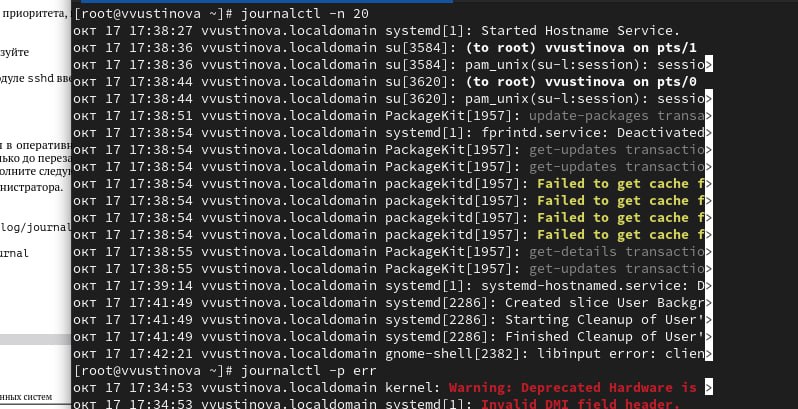 приоритета,
зуйте
одуле sshd вве
я в оперативн
лько до переза
олните следую
нистратора.
log/journal
urnal
нных систем
[root@vvustinova ~]# journalctl -n 20
окт 17 17:38:27 vvustinova.localdomain systemd[1]: Started Hostname Service.
окт 17 17:38:36 vvustinova.localdomain su[3584]: (to root) vvustinova on pts/1
окт 17 17:38:36 vvustinova.localdomain su[3584]: pam_unix(su-l:session): sessio>
окт 17 17:38:44 vvustinova.localdomain su[3620]: (to root) vvustinova on pts/0
окт 17 17:38:44 vvustinova.localdomain su[3620]: pam_unix(su-l:session): sessio>
окт 17 17:38:51 vvustinova.localdomain PackageKit[1957]: update-packages transa>
окт 17 17:38:54 vvustinova.localdomain systemd[1]: fprintd.service: Deactivated>
окт 17 17:38:54 vvustinova.localdomain PackageKit[1957]: get-updates transactio>
окт 17 17:38:54 vvustinova.localdomain PackageKit[1957]: get-updates transactio>
окт 17 17:38:54 vvustinova.localdomain packagekitd[1957]: Failed to get cache f>
окт 17 17:38:54 vvustinova.localdomain packagekitd[1957]: Failed to get cache f>
окт 17 17:38:54 vvustinova.localdomain packagekitd[1957]: Failed to get cache f>
окт 17 17:38:54 vvustinova.localdomain packagekitd[1957]: Failed to get cache f>
окт 17 17:38:55 vvustinova.localdomain PackageKit[1957]: get-details transactio>
окт 17 17:38:55 vvustinova.localdomain PackageKit[1957]: get-updates transactio>
окт 17 17:39:14 vvustinova.localdomain systemd[1]: systemd-hostnamed.service: D>
окт 17 17:41:49 vvustinova.localdomain systemd[2286]: Created slice User Backgr>
окт 17 17:41:49 vvustinova.localdomain systemd[2286]: Starting Cleanup of User'>
окт 17 17:41:49 vvustinova.localdomain systemd[2286]: Finished Cleanup of User'>
окт 17 17:42:21 vvustinova.localdomain gnome-shell[2382]: libinput error: clien>
[root@vvustinova ~]# journalctl -p err
окт 17 17:34:53 vvustinova.localdomain kernel: Warning: Deprecated Hardware is >
окт 17 17:34:53 vvustinova.localdomain systemd[1]: Invalid DMI field header.